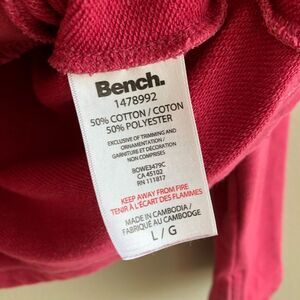 Bench.
1478992
50% COTTON / COTON
50% POLYESTER
EXCLUSIVE OF TRIMMING AND
ORNAMENTATION /
GARNITURE ET DÉCORATION
NON COMPRISES
BOWE3479C
CA 45102
RN 111817
KEEP AWAY FROM FIRE
TENIR À L'ÉCART DES FLAMMES
MADE IN CAMBODIA /
FABRIQUÉ AU CAMBODGE
L / G